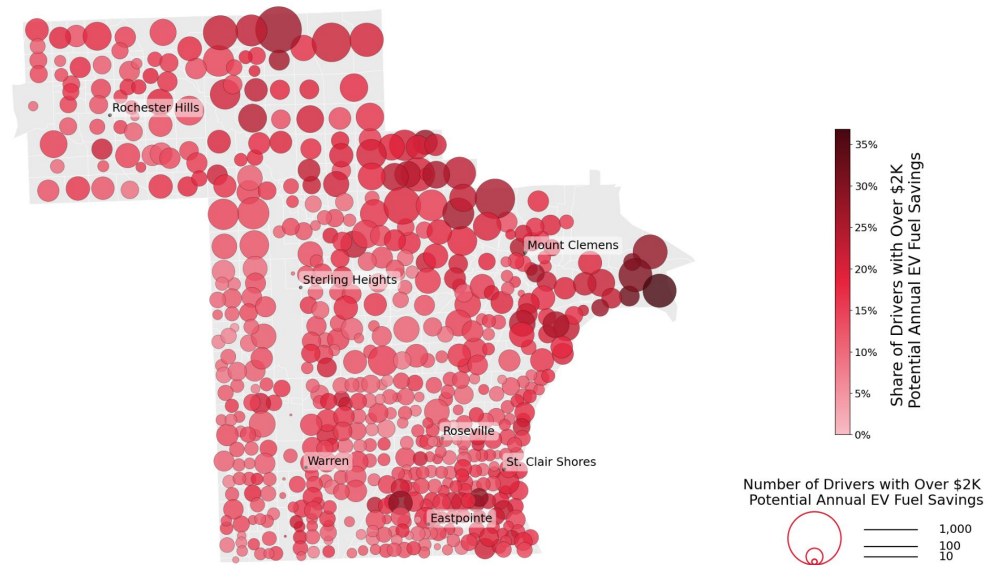 Rochester Hills
Mount Clemens
Sterling Heights
Roseville
Warren
St. Clair Shores
Eastpointe
35%
30%
25%
20%
15%
10%
5%
0%
Share of Drivers with Over $2K
Potential Annual EV Fuel Savings
Number of Drivers with Over $2K
Potential Annual EV Fuel Savings
1,000
100
10